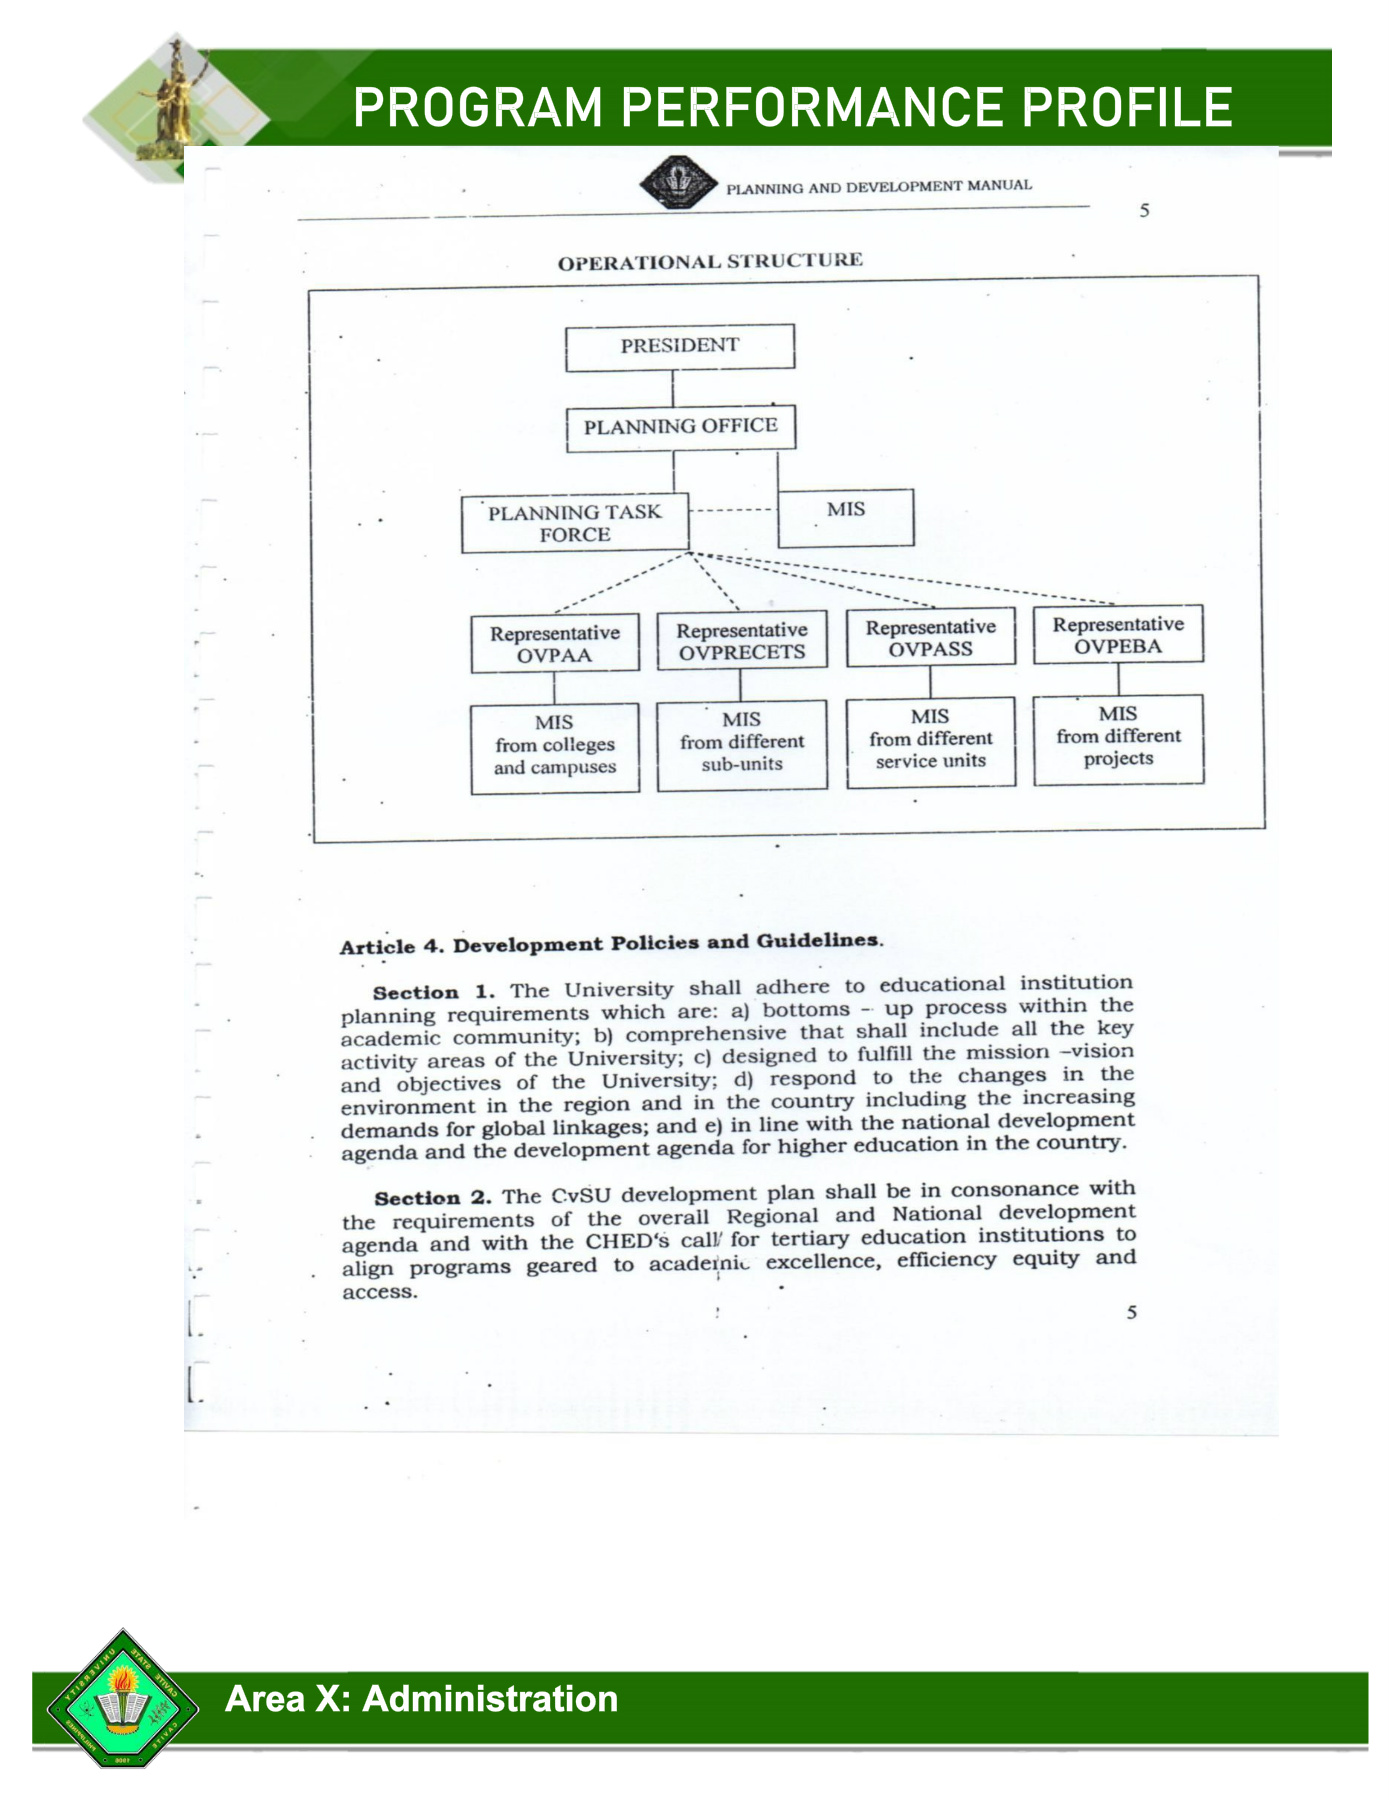 PROGRAM PERFORMANCE PROFILE
PLANNING AND DEVELOPMENT MANUAL
5
OPERATIONAL STRUCTURE
PRESIDENT
PLANNING OFFICE
PLANNING TASK
FORCE
MIS
Representative
OVPAA
Representative
OVPRECETS
Representative
OVPASS
Representative
OVPEBA
MIS
from colleges
and campuses
MIS
from different
sub-units
MIS
from different
service units
MIS
from different
projects
Article 4. Development Policies and Guidelines.
Section 1. The University shall adhere to educational institution
planning requirements which are: a) bottoms - up process within the
academic community; b) comprehensive that shall include all the key
activity areas of the University; c) designed to fulfill the mission –vision
and objectives of the University; d) respond to the changes in the
environment in the region and in the country including the increasing
demands for global linkages; and e) in line with the national development
agenda and the development agenda for higher education in the country.
Section 2. The CvSU development plan shall be in consonance with
the requirements of the overall Regional and National development
agenda and with the CHED‘s call for tertiary education institutions to
align programs geared to academic excellence, efficiency equity and
access.
5
CAVITE STATE UNIVERSITY
CAVITE
PHILIPPINES
1906
Area X: Administration